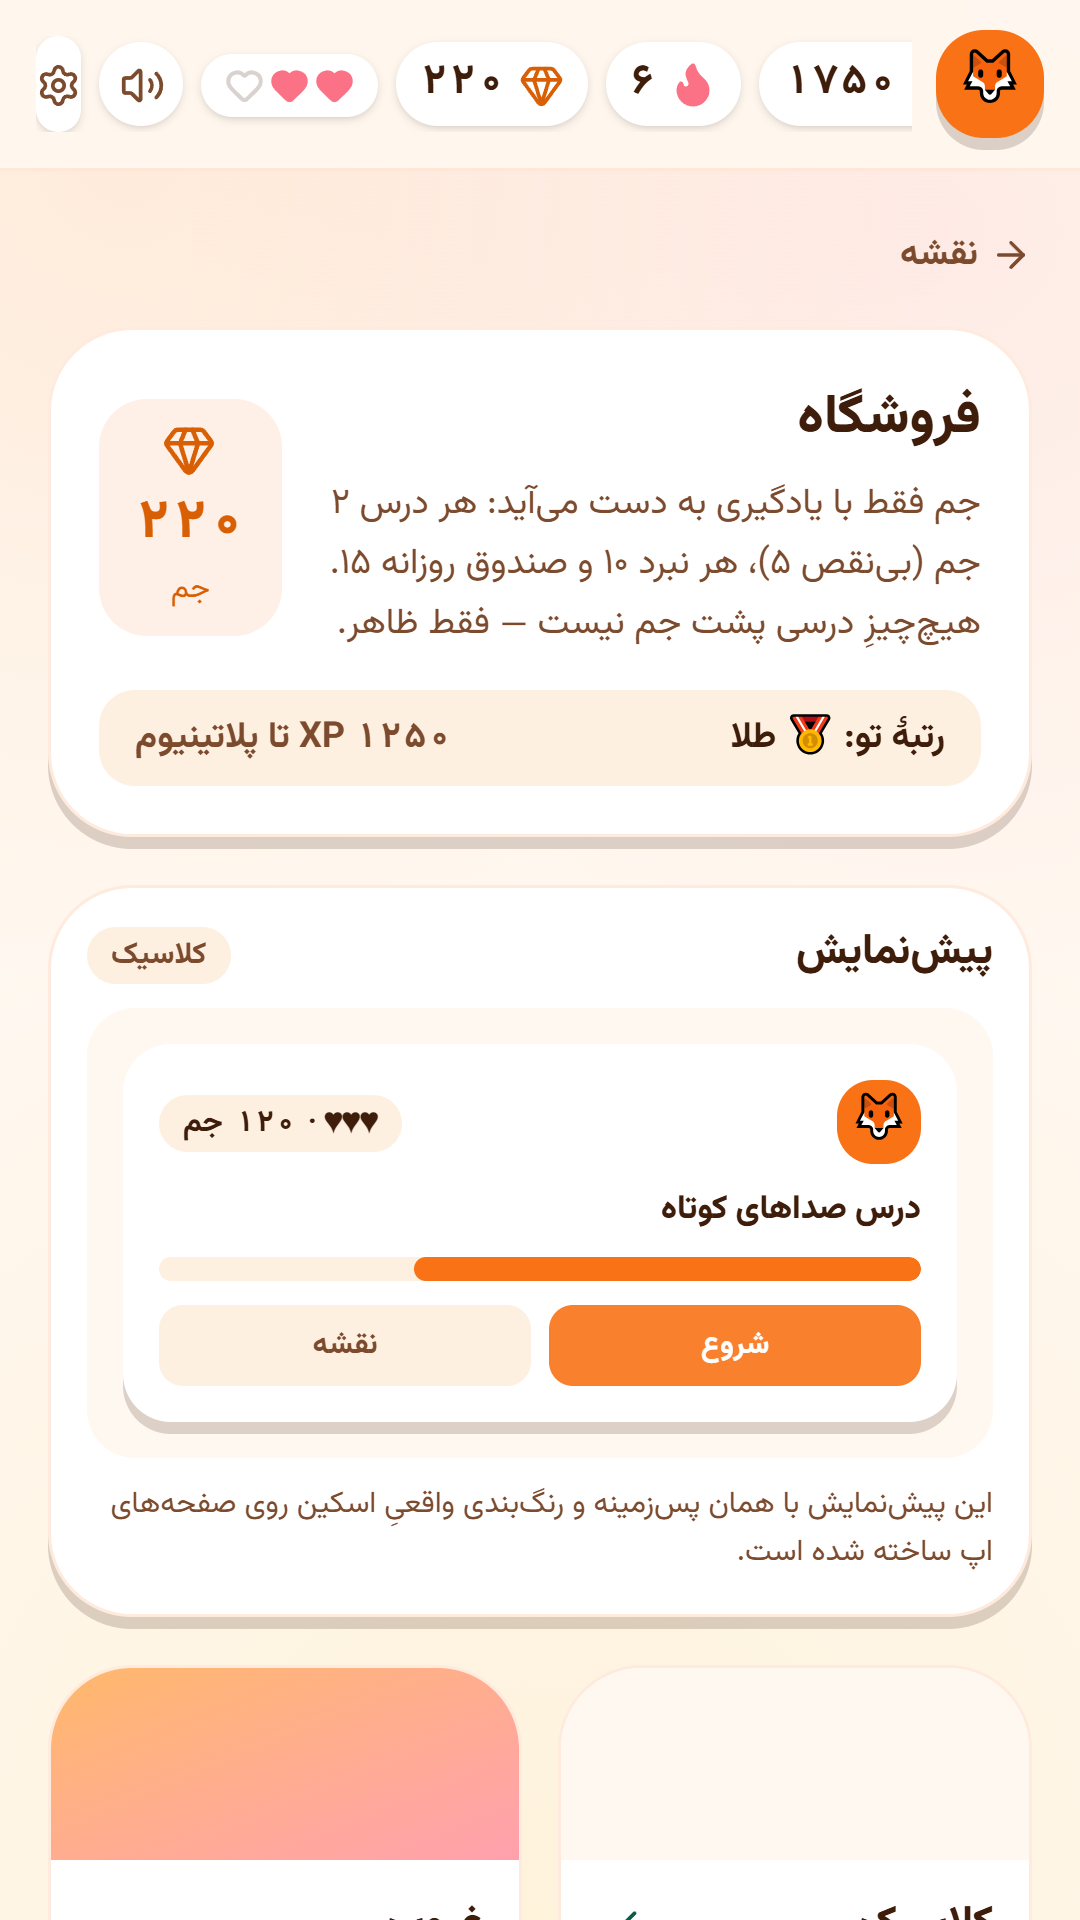 ۱۷۵۰
۶
۲۲۰
نقشه
فروشگاه
جم فقط با یادگیری به دست می‌آید: هر درس ۲
جم (بی‌نقص ۵)، هر نبرد ۱۰ و صندوق روزانه ۱۵.
هیچ‌چیزِ درسی پشت جم نیست — فقط ظاهر.
۲۲۰
جم
رتبهٔ تو: 🥇 طلا
۱۲۵۰ XP تا پلاتینیوم
پیش‌نمایش
کلاسیک
♥♥♥ · ۱۲۰ جم
درس صداهای کوتاه
شروع
نقشه
این پیش‌نمایش با همان پس‌زمینه و رنگ‌بندی واقعیِ اسکین روی صفحه‌های
اپ ساخته شده است.
کلاسیک